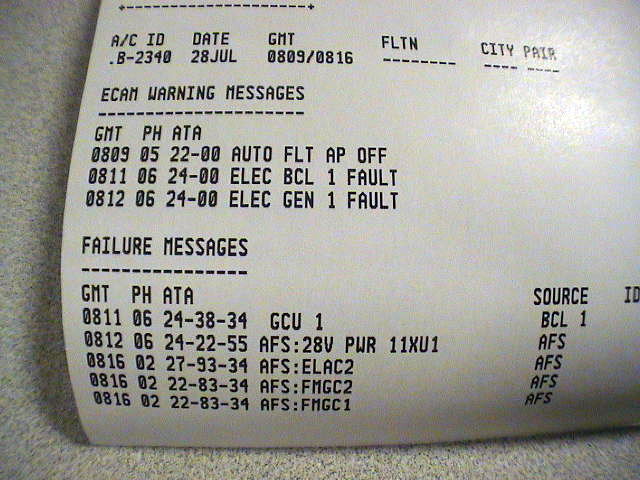 +--------------------+
A/C ID DATE GMT FLTN CITY PAIR
.B-2340 28JUL 0809/0816 -------- ---- ----
ECAM WARNING MESSAGES
---------------------
GMT PH ATA
0809 05 22-00 AUTO FLT AP OFF
0811 06 24-00 ELEC BCL 1 FAULT
0812 06 24-00 ELEC GEN 1 FAULT
FAILURE MESSAGES
----------------
GMT PH ATA SOURCE ID
0811 06 24-38-34 GCU 1 BCL 1
0812 06 24-22-55 AFS:28V PWR 11XU1 AFS
0816 02 27-93-34 AFS:ELAC2 AFS
0816 02 22-83-34 AFS:FMGC2 AFS
0816 02 22-83-34 AFS:FMGC1 AFS